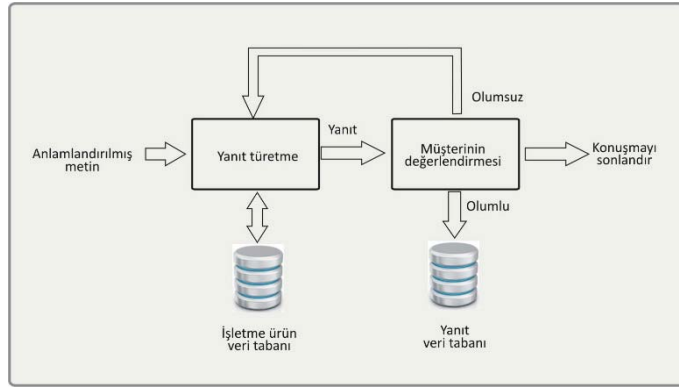 Olumsuz
Anlamlandırılmış
metin
Yanıt türetme
Yanıt
Müşterinin
değerlendirmesi
Konuşmayı
sonlandır
Olumlu
İşletme ürün
veri tabanı
Yanıt
veri tabanı